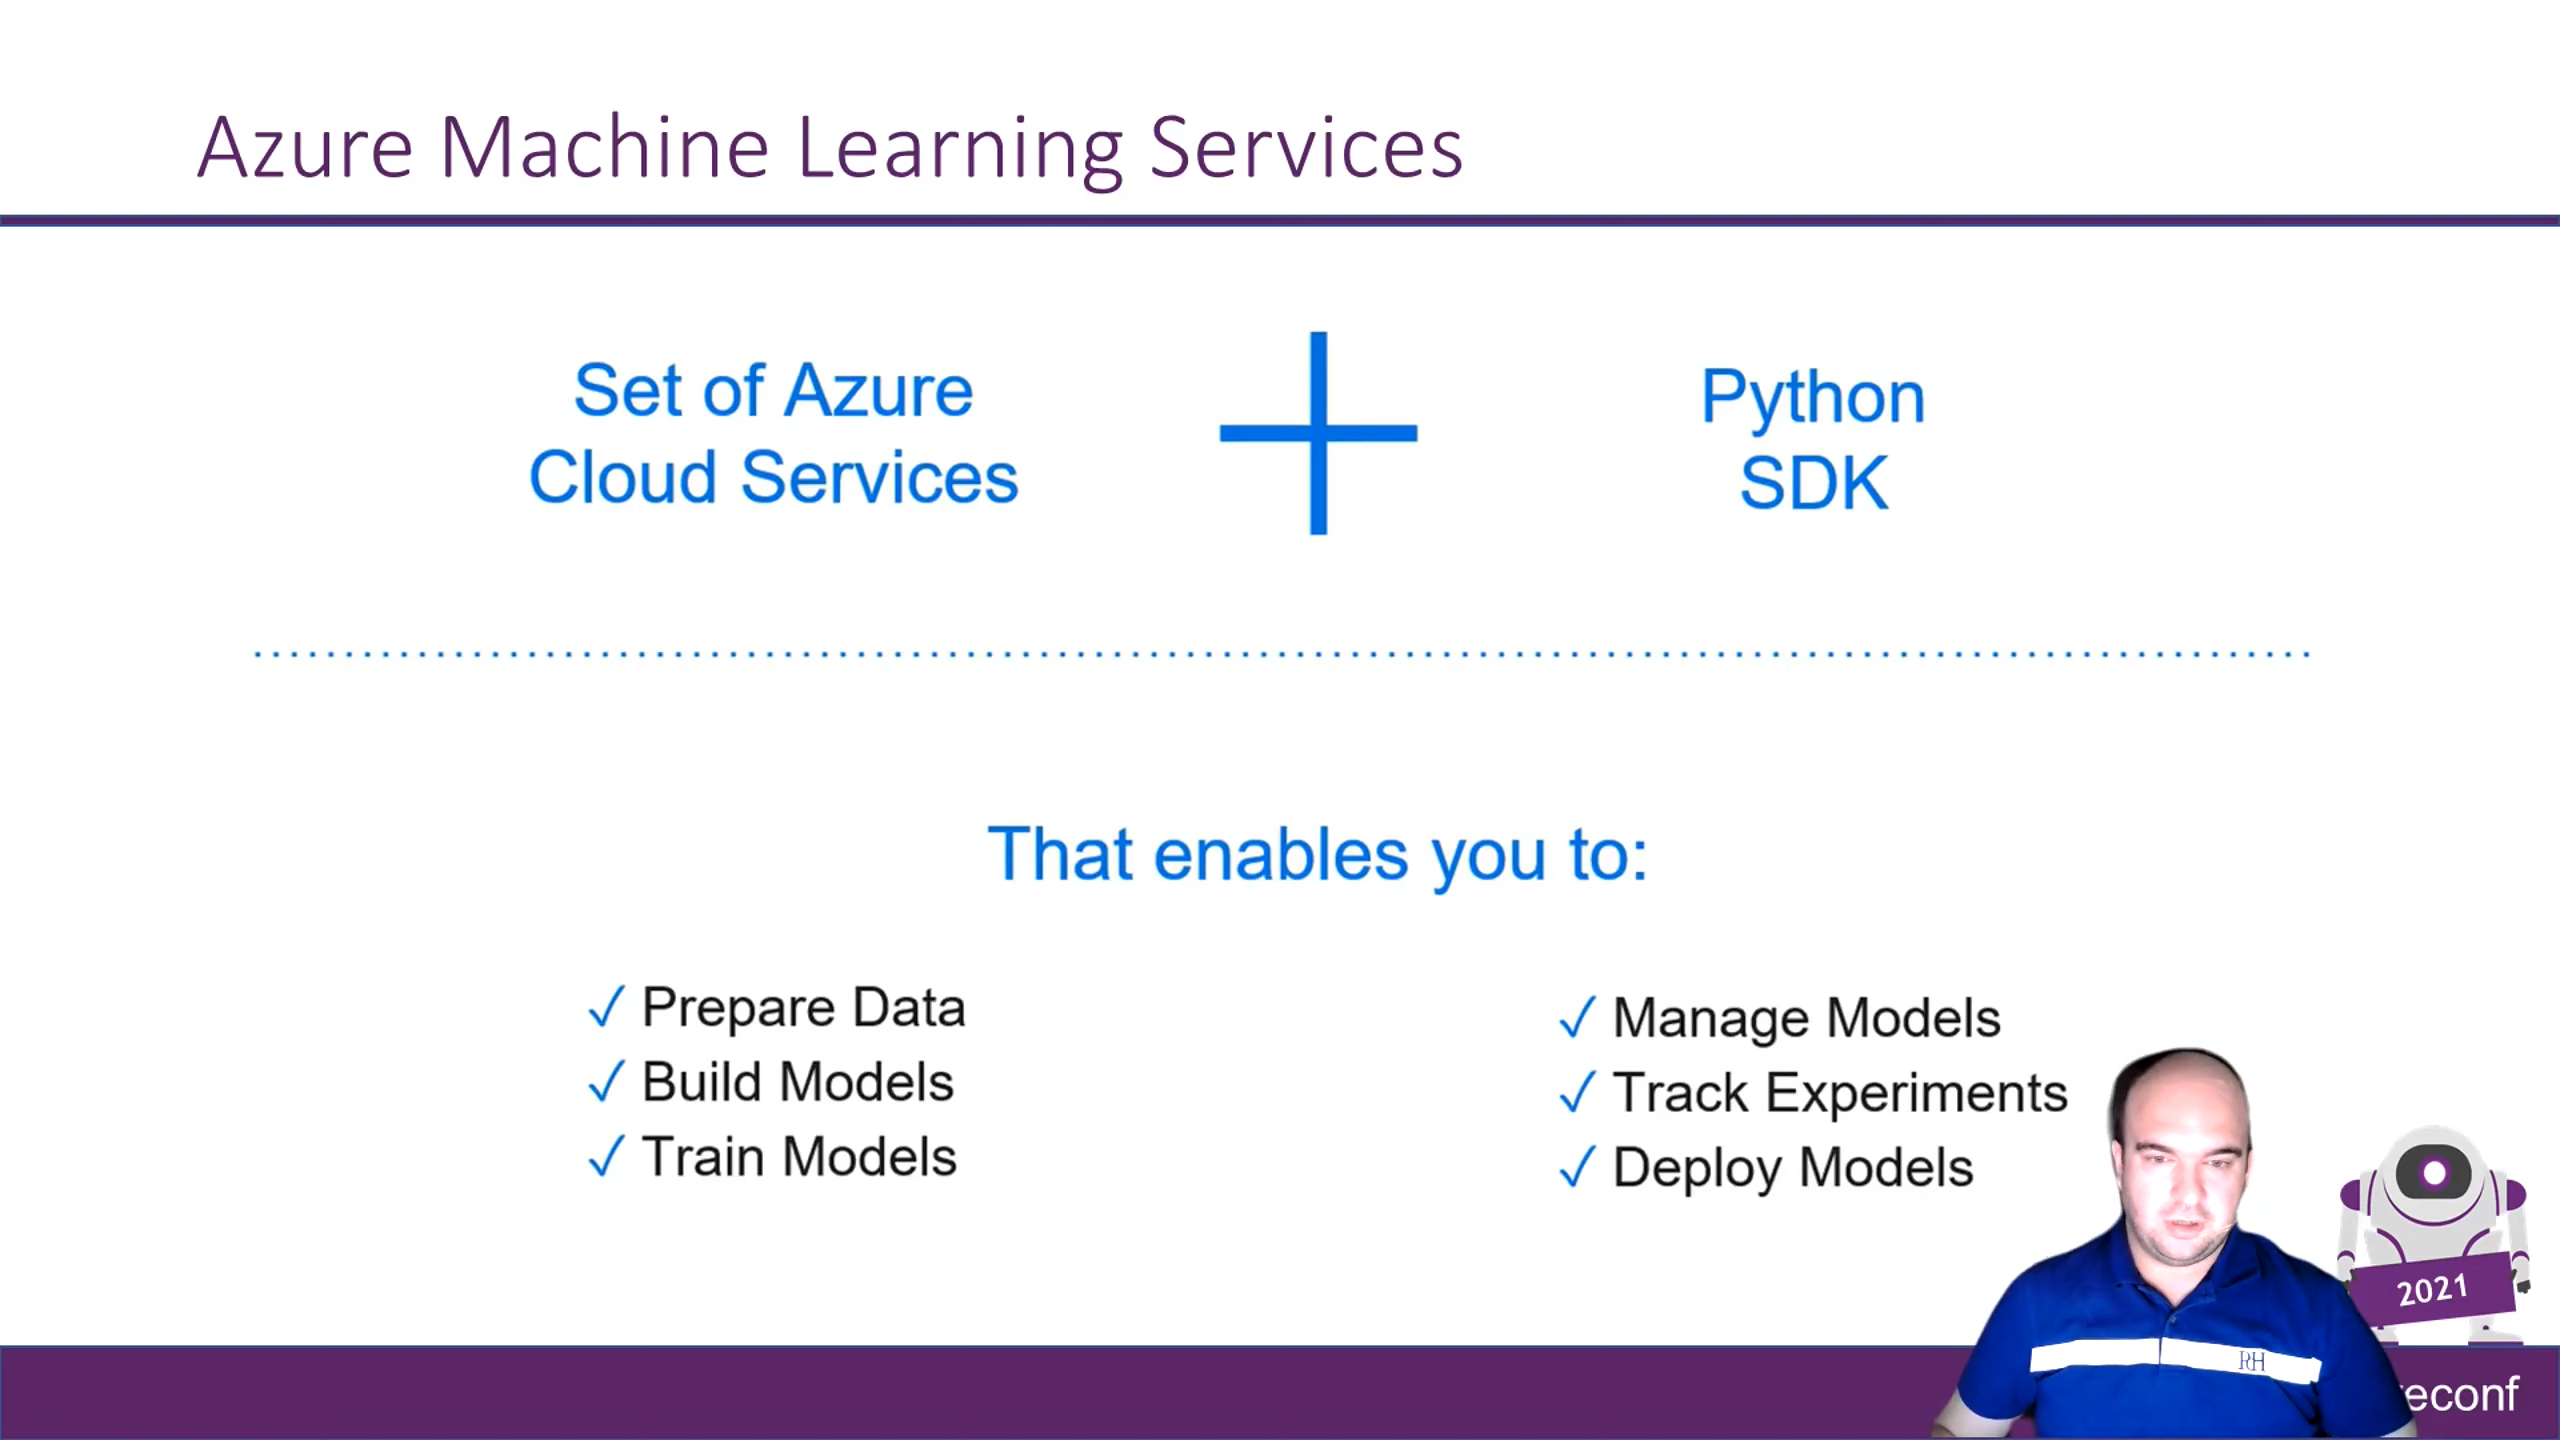 Azure Machine Learning Services
Set of Azure
Cloud Services
Python
SDK
That enables you to:
✓ Prepare Data
✓ Build Models
✓ Train Models
✓ Manage Models
✓ Track Experiments
✓ Deploy Models
2021
RH